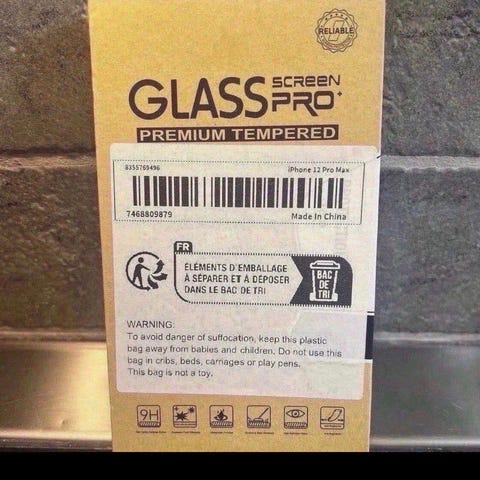 RELIABLE
GLASS SCREEN PRO+
PREMIUM TEMPERED
8355769496 iPhone 12 Pro Max
7468809879 Made In China
FR
ÉLÉMENTS D'EMBALLAGE
À SÉPARER ET À DÉPOSER
DANS LE BAC DE TRI
BAC
DE
TRI
WARNING:
To avoid danger of suffocation, keep this plastic
bag away from babies and children. Do not use this
bag in cribs, beds, carriages or play pens.
This bag is not a toy.
9H